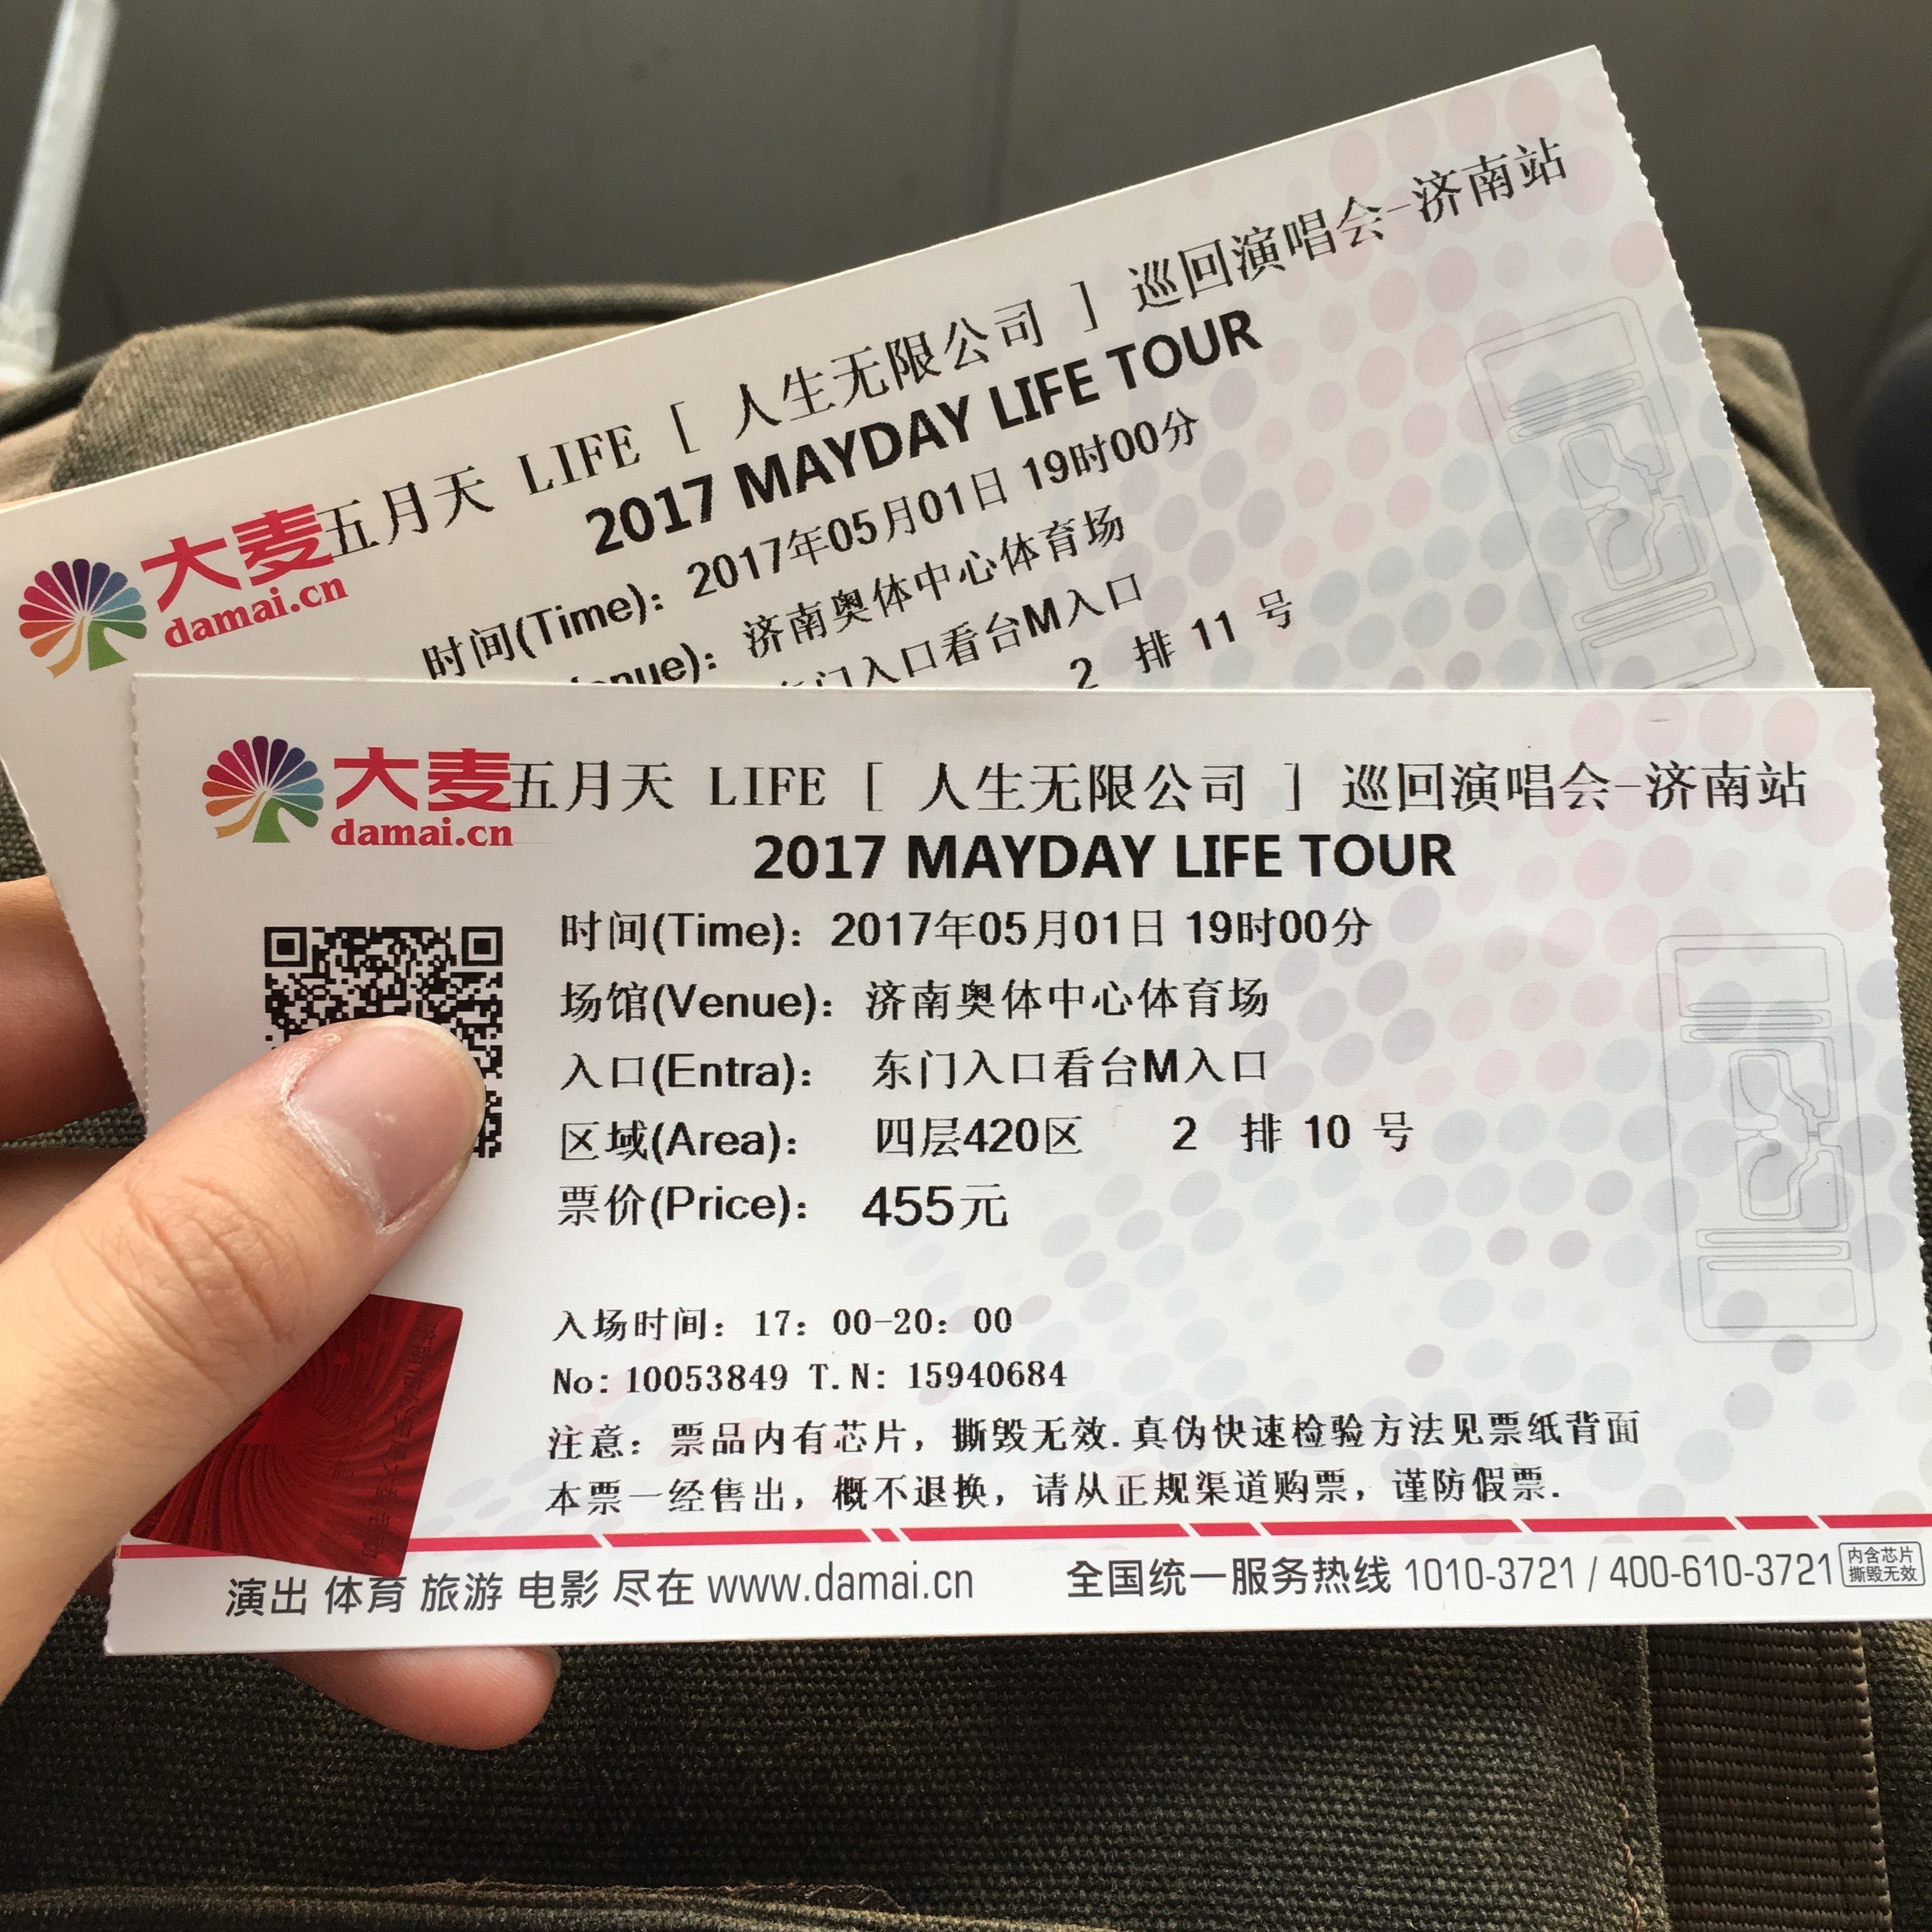 大麦
damai.cn
五月天 LIFE [ 人生无限公司 ] 巡回演唱会-济南站
2017 MAYDAY LIFE TOUR
时间(Time): 2017年05月01日 19时00分
济南奥体中心体育场
东门入口看台M入口
2 排 11 号
大麦
damai.cn
五月天 LIFE [ 人生无限公司 ] 巡回演唱会-济南站
2017 MAYDAY LIFE TOUR
时间(Time): 2017年05月01日 19时00分
场馆(Venue): 济南奥体中心体育场
入口(Entra): 东门入口看台M入口
区域(Area): 四层420区 2 排 10 号
票价(Price): 455元
入场时间: 17: 00-20: 00
No: 10053849 T.N: 15940684
注意: 票品内有芯片, 撕毁无效. 真伪快速检验方法见票纸背面
本票一经售出, 概不退换, 请从正规渠道购票, 谨防假票.
演出 体育 旅游 电影 尽在 www.damai.cn 全国统一服务热线 1010-3721 / 400-610-3721
内含芯片
撕毁无效